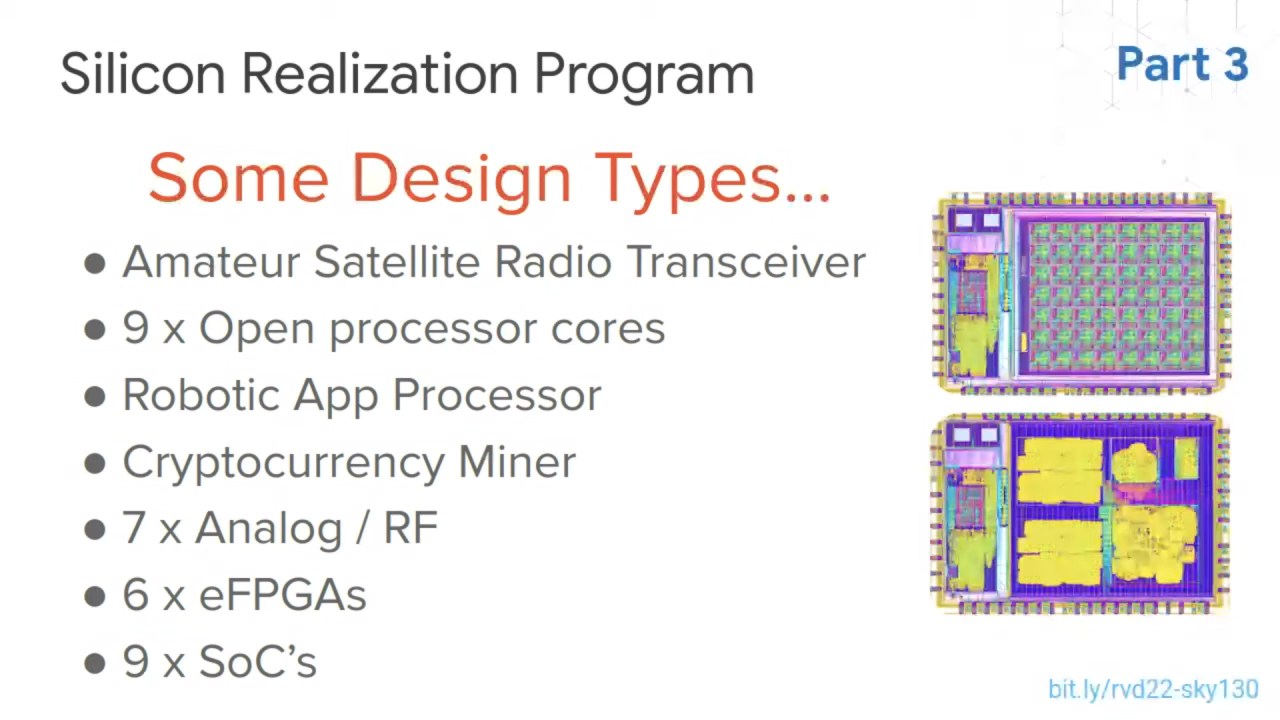 Silicon Realization Program
Part 3
Some Design Types...
● Amateur Satellite Radio Transceiver
● 9 x Open processor cores
● Robotic App Processor
● Cryptocurrency Miner
● 7 x Analog / RF
● 6 x eFPGAs
● 9 x SoC’s
bit.ly/rvd22-sky130